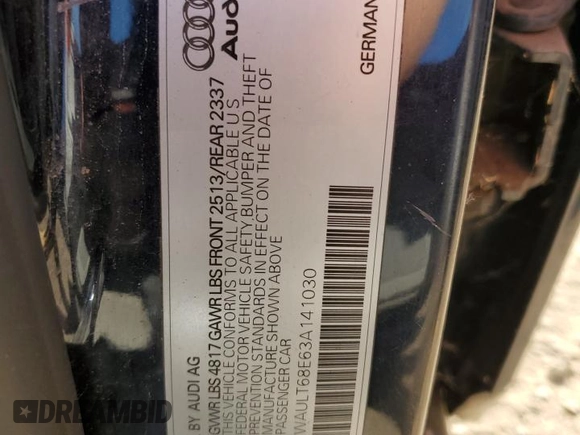 Audi
GERMAN
BY AUDI AG
GWWR LBS 4817 GAWR LBS FRONT 2513/REAR 2337
THIS VEHICLE CONFORMS TO ALL APPLICABLE U S
FEDERAL MOTOR VEHICLE SAFETY BUMPER AND THEFT
PREVENTION STANDARDS IN EFFECT ON THE DATE OF
MANUFACTURE SHOWN ABOVE
PASSENGER CAR
WAULT68E63A141030
DREAMBID